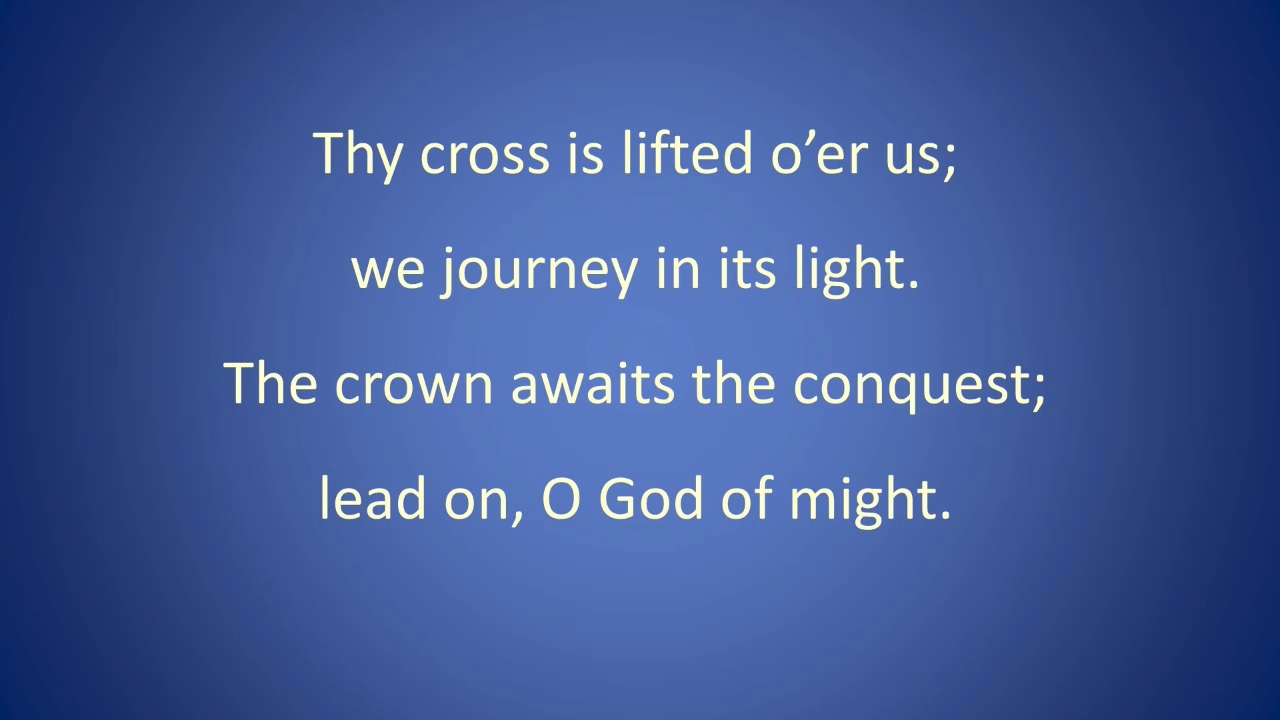 Thy cross is lifted o’er us;
we journey in its light.
The crown awaits the conquest;
lead on, O God of might.